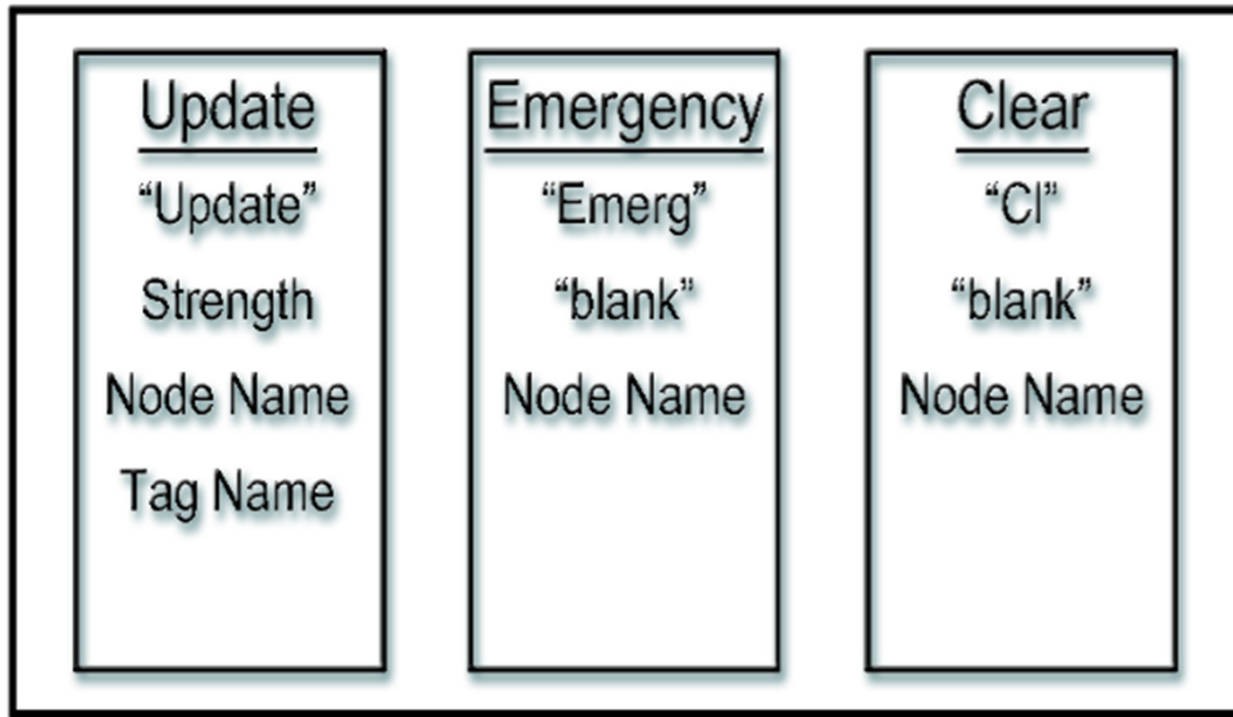 Update
“Update”
Strength
Node Name
Tag Name
Emergency
“Emerg”
“blank”
Node Name
Clear
“Cl”
“blank”
Node Name